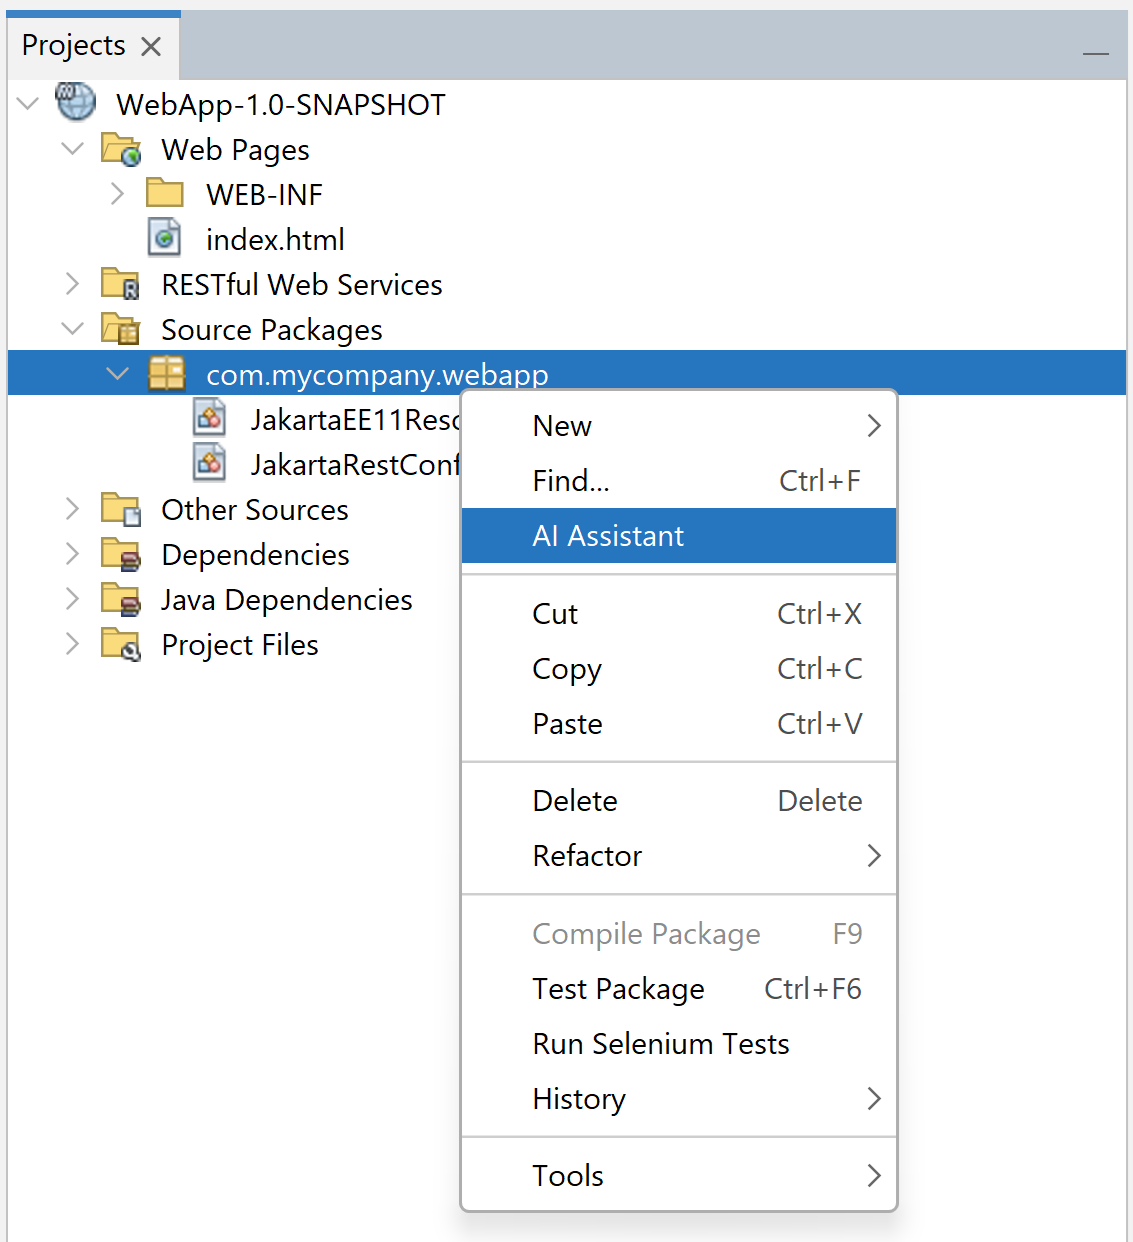 Projects
WebApp-1.0-SNAPSHOT
Web Pages
WEB-INF
index.html
RESTful Web Services
Source Packages
com.mycompany.webapp
New
Find... Ctrl+F
AI Assistant
Cut Ctrl+X
Copy Ctrl+C
Paste Ctrl+V
Delete Delete
Refactor
Compile Package F9
Test Package Ctrl+F6
Run Selenium Tests
History
Tools
Other Sources
Dependencies
Java Dependencies
Project Files